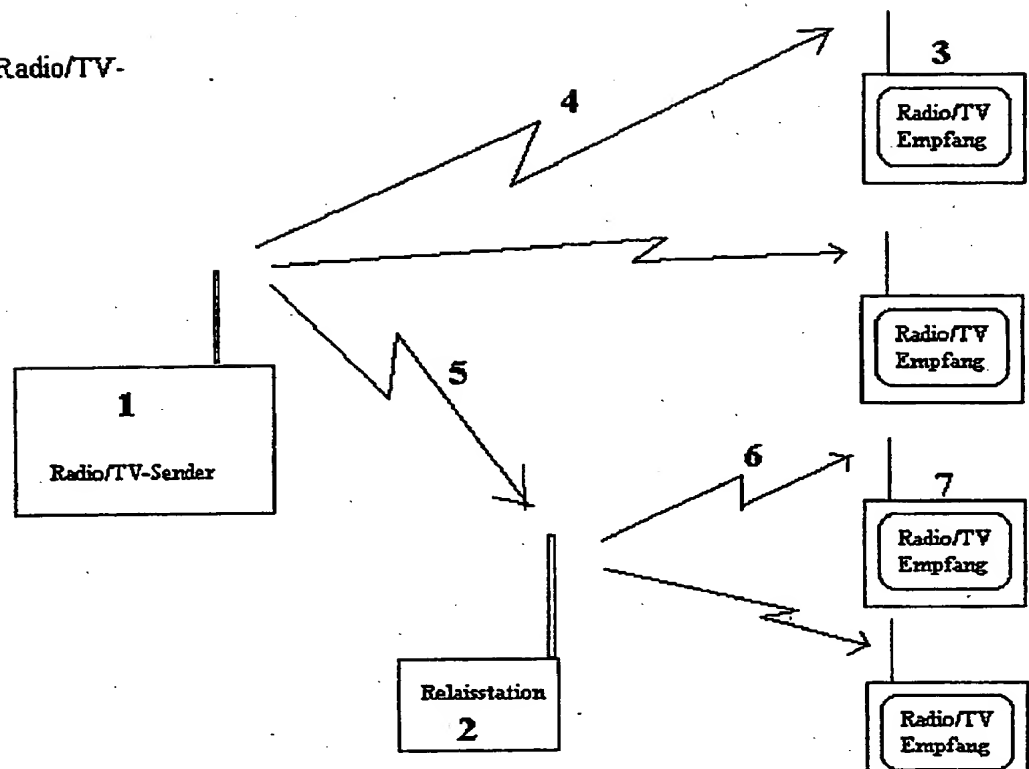 Radio/TV-
4
3
Radio/TV
Empfang
Radio/TV
Empfang
1
Radio/TV-Sender
5
6
7
Radio/TV
Empfang
Relaisstation
2
Radio/TV
Empfang